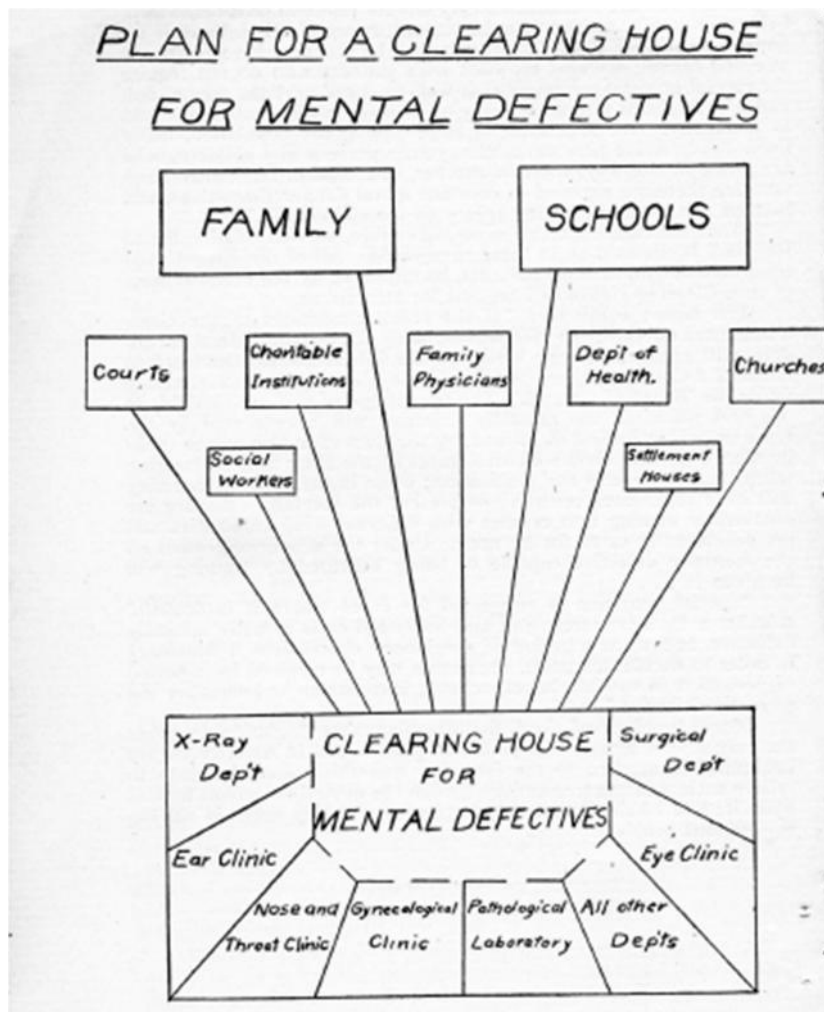 PLAN FOR A CLEARING HOUSE
FOR MENTAL DEFECTIVES
FAMILY
SCHOOLS
Courts
Charitable
Institutions
Family
Physicians
Dep't of
Health.
Churches
Social
Workers
Settlement
Houses
X-Ray
Dep't
CLEARING HOUSE
FOR
MENTAL DEFECTIVES
Surgical
Dep't
Ear Clinic
Eye Clinic
Nose and
Throat Clinic
Gynecological
Clinic
Pathological
Laboratory
All other
Dep'ts